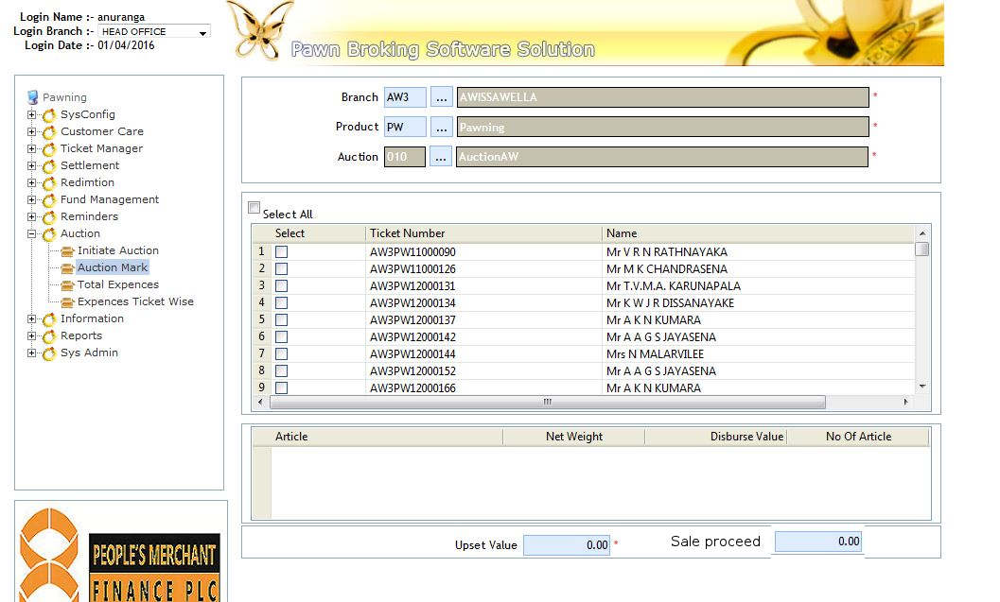 Login Name :- anuranga
Login Branch :- HEAD OFFICE
Login Date :- 01/04/2016
Pawn Broking Software Solution
Pawning
SysConfig
Customer Care
Ticket Manager
Settlement
Redimtion
Fund Management
Reminders
Auction
Initiate Auction
Auction Mark
Total Expences
Expences Ticket Wise
Information
Reports
Sys Admin
PEOPLE'S MERCHANT
FINANCE PLC
Branch AW3 ... AWISSAWELLA *
Product PW ... Pawning *
Auction 010 ... AuctionAW *
Select All
Select Ticket Number Name
1 AW3PW11000090 Mr V R N RATHNAYAKA
2 AW3PW11000126 Mr M K CHANDRASENA
3 AW3PW12000131 Mr T.V.M.A. KARUNAPALA
4 AW3PW12000134 Mr K W J R DISSANAYAKE
5 AW3PW12000137 Mr A K N KUMARA
6 AW3PW12000142 Mr A A G S JAYASENA
7 AW3PW12000144 Mrs N MALARVILEE
8 AW3PW12000152 Mr A A G S JAYASENA
9 AW3PW12000166 Mr A K N KUMARA
Article Net Weight Disburse Value No Of Article
Upset Value 0.00 * Sale proceed 0.00